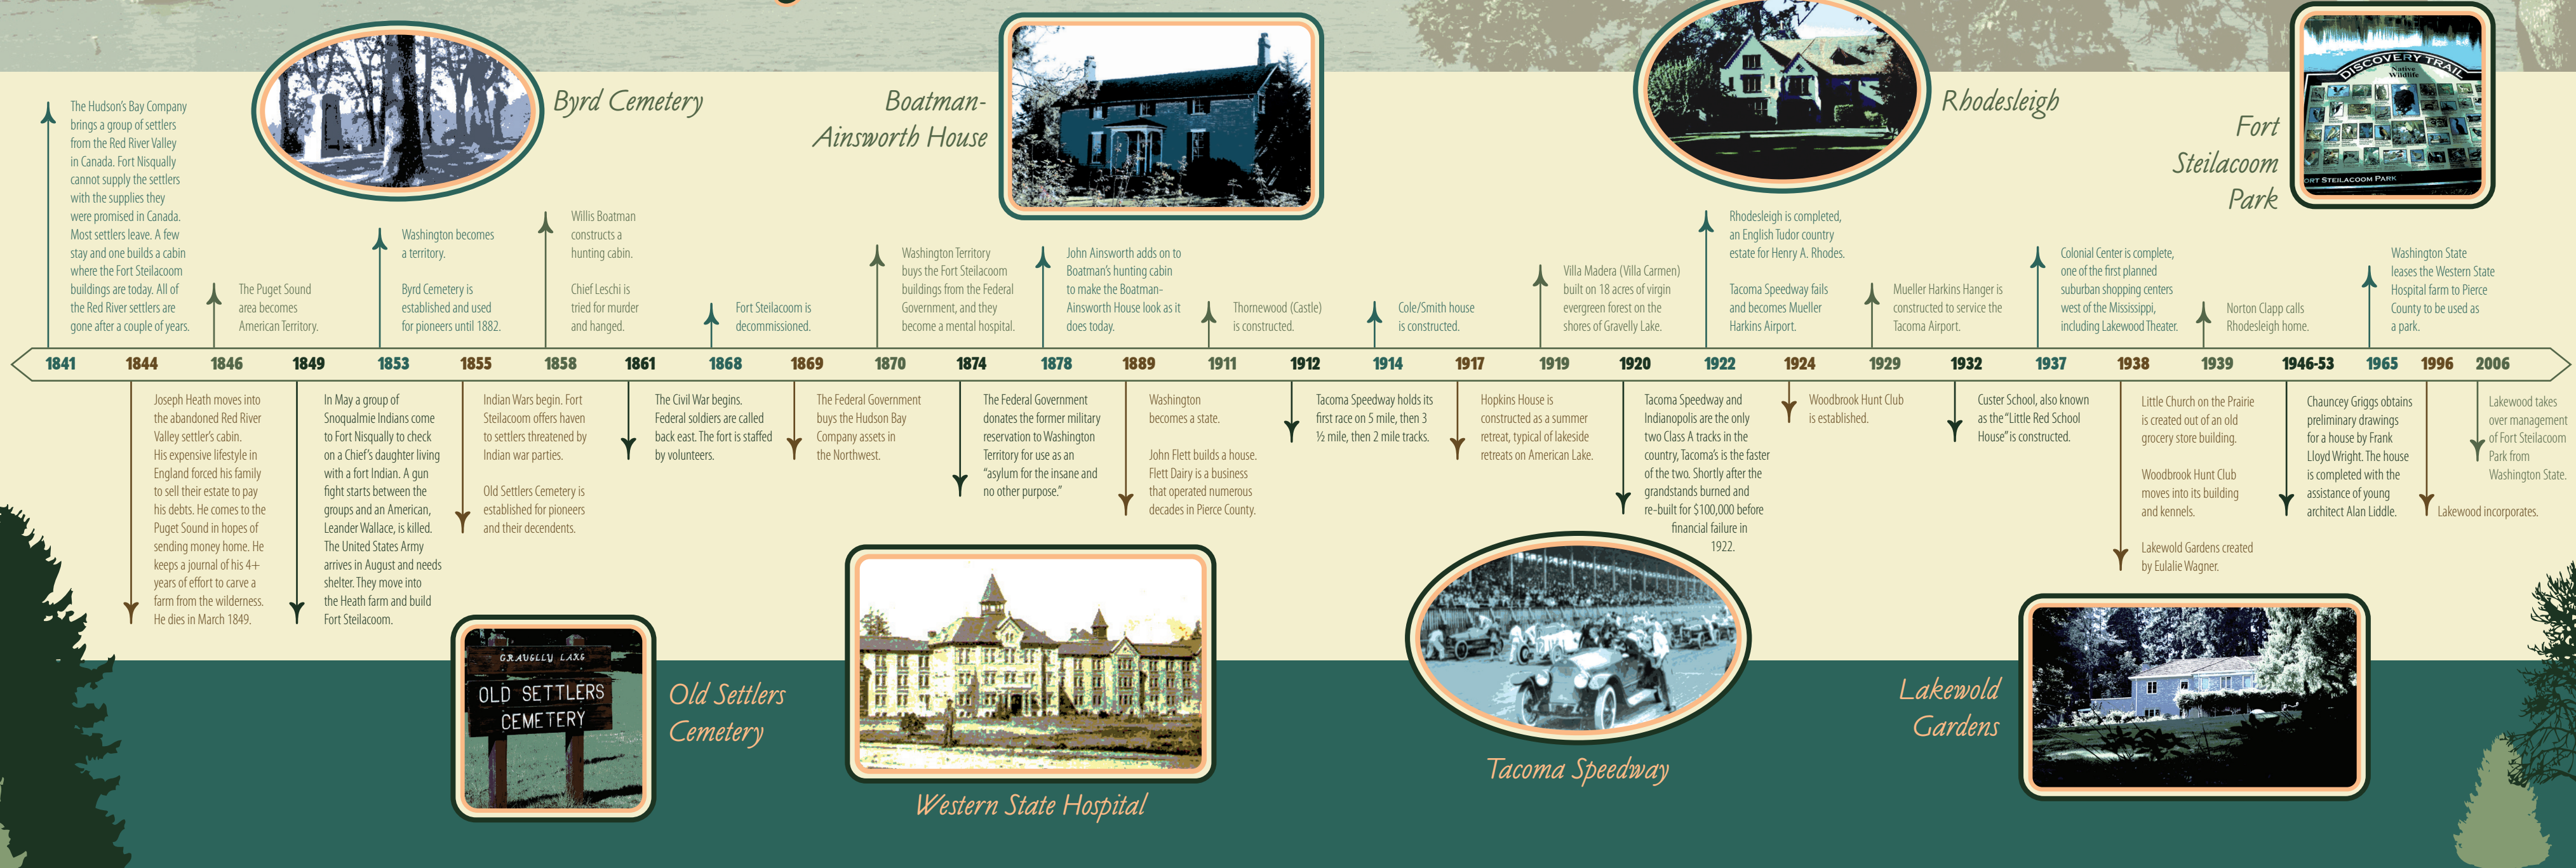 Byrd Cemetery
Boatman-
Ainsworth House
Rhodesleigh
Fort
Steilacoom
Park
DISCOVERY TRAIL
Native
Wildlife
ORT STEILACOOM PARK
The Hudson's Bay Company
brings a group of settlers
from the Red River Valley
in Canada. Fort Nisqually
cannot supply the settlers
with the supplies they
were promised in Canada.
Most settlers leave. A few
stay and one builds a cabin
where the Fort Steilacoom
buildings are today. All of
the Red River settlers are
gone after a couple of years.
The Puget Sound
area becomes
American Territory.
Washington becomes
a territory.
Byrd Cemetery is
established and used
for pioneers until 1882.
Willis Boatman
constructs a
hunting cabin.
Chief Leschi is
tried for murder
and hanged.
Fort Steilacoom is
decommissioned.
Washington Territory
buys the Fort Steilacoom
buildings from the Federal
Government, and they
become a mental hospital.
John Ainsworth adds on to
Boatman's hunting cabin
to make the Boatman-
Ainsworth House look as it
does today.
Thornewood (Castle)
is constructed.
Cole/Smith house
is constructed.
Villa Madera (Villa Carmen)
built on 18 acres of virgin
evergreen forest on the
shores of Gravelly Lake.
Rhodesleigh is completed,
an English Tudor country
estate for Henry A. Rhodes.
Tacoma Speedway fails
and becomes Mueller
Harkins Airport.
Mueller Harkins Hanger is
constructed to service the
Tacoma Airport.
Colonial Center is complete,
one of the first planned
suburban shopping centers
west of the Mississippi,
including Lakewood Theater.
Norton Clapp calls
Rhodesleigh home.
Washington State
leases the Western State
Hospital farm to Pierce
County to be used as
a park.
1841 1844 1846 1849 1853 1855 1858 1861 1868 1869 1870 1874 1878 1889 1911 1912 1914 1917 1919 1920 1922 1924 1929 1932 1937 1938 1939 1946-53 1965 1996 2006
Joseph Heath moves into
the abandoned Red River
Valley settler's cabin.
His expensive lifestyle in
England forced his family
to sell their estate to pay
his debts. He comes to the
Puget Sound in hopes of
sending money home. He
keeps a journal of his 4+
years of effort to carve a
farm from the wilderness.
He dies in March 1849.
In May a group of
Snoqualmie Indians come
to Fort Nisqually to check
on a Chief's daughter living
with a fort Indian. A gun
fight starts between the
groups and an American,
Leander Wallace, is killed.
The United States Army
arrives in August and needs
shelter. They move into
the Heath farm and build
Fort Steilacoom.
Indian Wars begin. Fort
Steilacoom offers haven
to settlers threatened by
Indian war parties.
Old Settlers Cemetery is
established for pioneers
and their decendents.
The Civil War begins.
Federal soldiers are called
back east. The fort is staffed
by volunteers.
The Federal Government
buys the Hudson Bay
Company assets in
the Northwest.
The Federal Government
donates the former military
reservation to Washington
Territory for use as an
"asylum for the insane and
no other purpose."
Washington
becomes a state.
John Flett builds a house.
Flett Dairy is a business
that operated numerous
decades in Pierce County.
Tacoma Speedway holds its
first race on 5 mile, then 3
½ mile, then 2 mile tracks.
Hopkins House is
constructed as a summer
retreat, typical of lakeside
retreats on American Lake.
Tacoma Speedway and
Indianopolis are the only
two Class A tracks in the
country, Tacoma's is the faster
of the two. Shortly after the
grandstands burned and
re-built for $100,000 before
financial failure in
1922.
Woodbrook Hunt Club
is established.
Custer School, also known
as the "Little Red School
House" is constructed.
Little Church on the Prairie
is created out of an old
grocery store building.
Woodbrook Hunt Club
moves into its building
and kennels.
Lakewold Gardens created
by Eulalie Wagner.
Chauncey Griggs obtains
preliminary drawings
for a house by Frank
Lloyd Wright. The house
is completed with the
assistance of young
architect Alan Liddle.
Lakewood incorporates.
Lakewood takes
over management
of Fort Steilacoom
Park from
Washington State.
GRAVELLY LAKE
OLD SETTLERS
CEMETERY
Old Settlers
Cemetery
Western State Hospital
Tacoma Speedway
Lakewold
Gardens